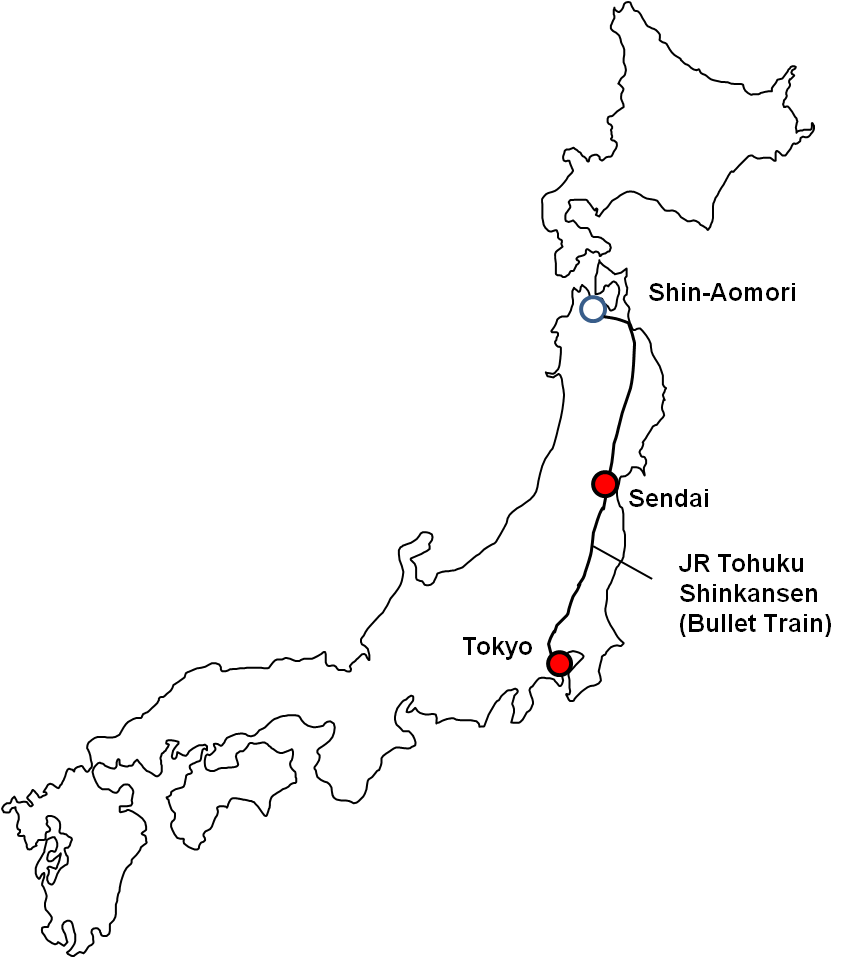 Shin-Aomori
Sendai
JR Tohuku
Shinkansen
(Bullet Train)
Tokyo